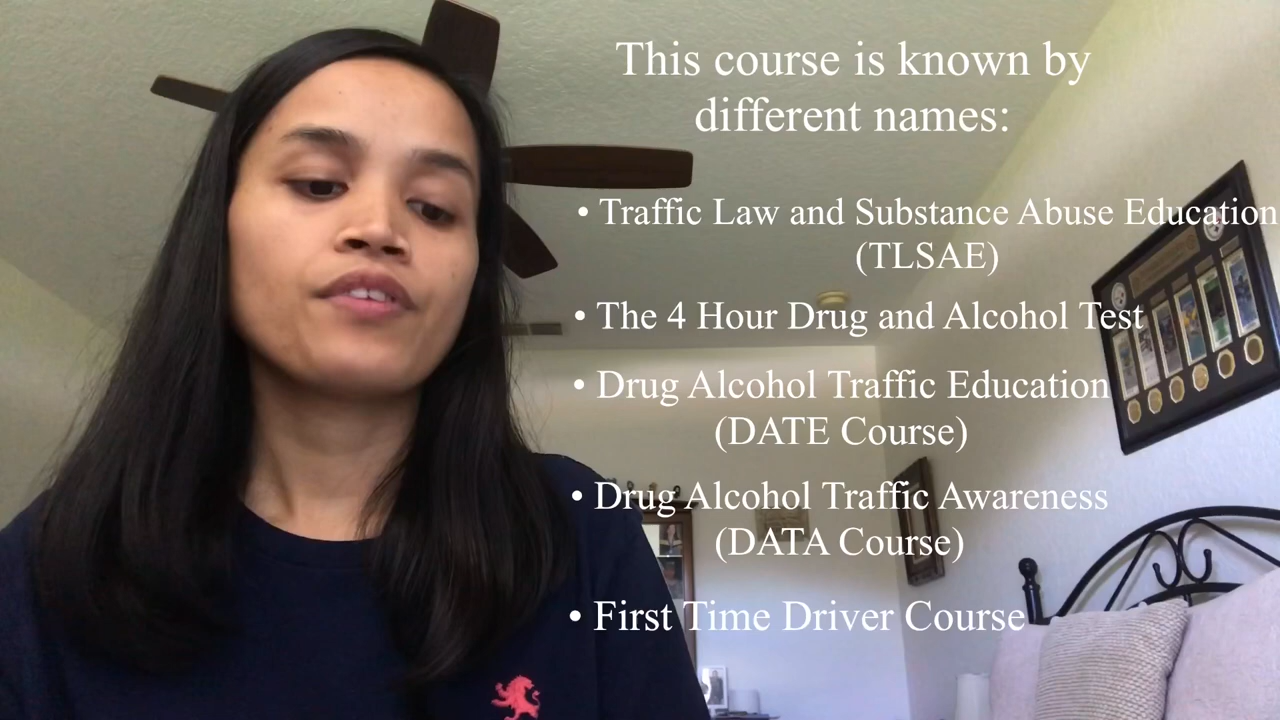 This course is known by
different names:
• Traffic Law and Substance Abuse Education
(TLSAE)
• The 4 Hour Drug and Alcohol Test
• Drug Alcohol Traffic Education
(DATE Course)
• Drug Alcohol Traffic Awareness
(DATA Course)
• First Time Driver Course